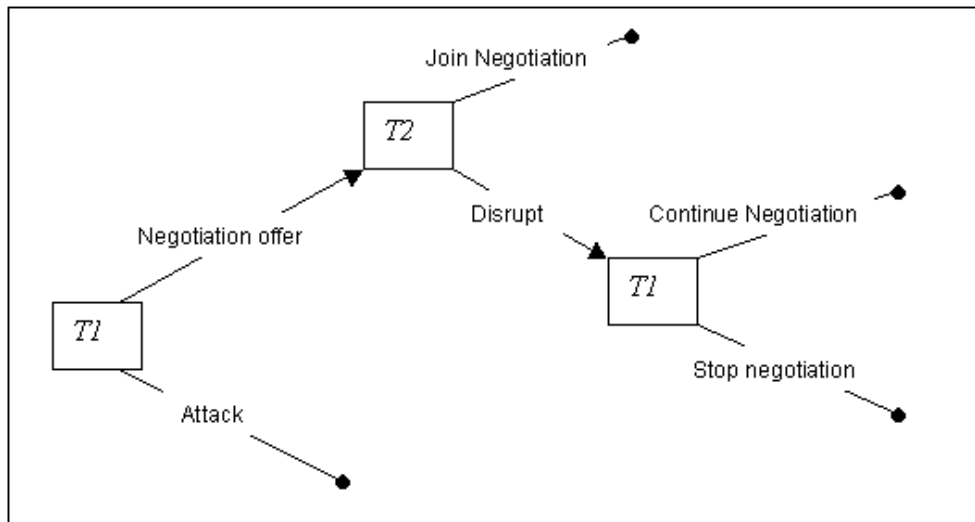 Join Negotiation
T2
Disrupt
Continue Negotiation
Negotiation offer
T1
T1
Stop negotiation
Attack